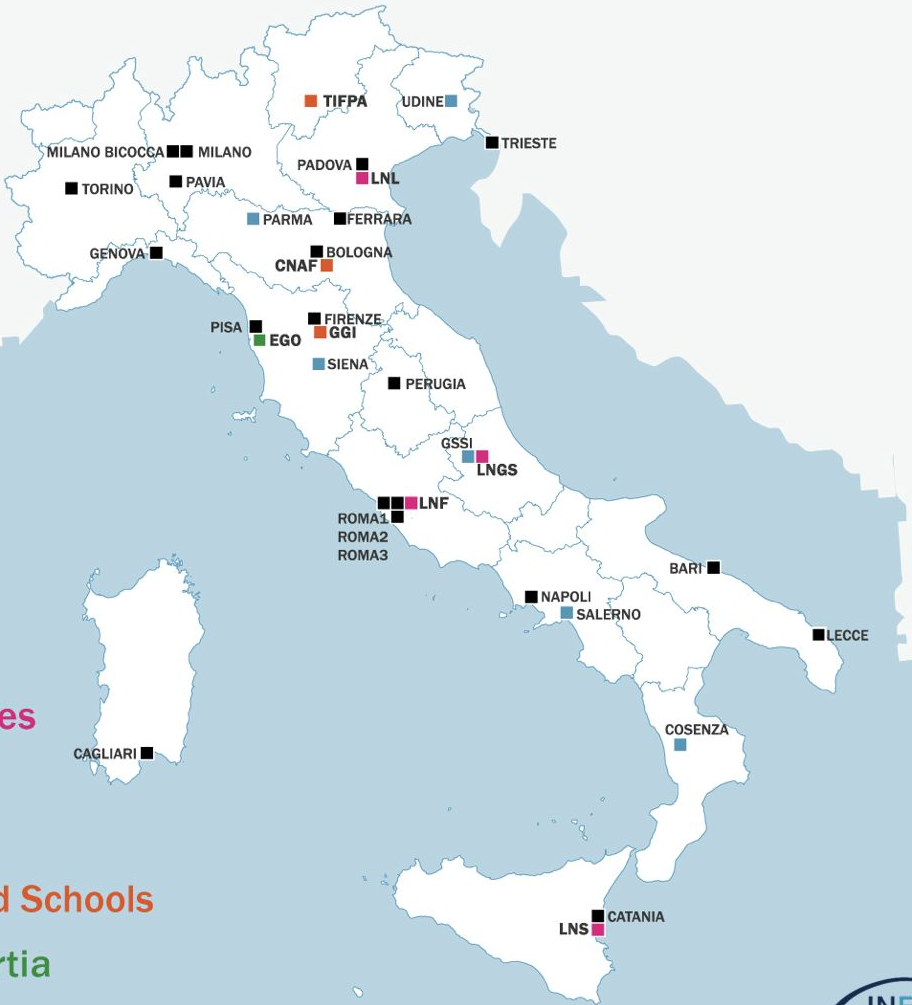 TIFPA
UDINE
TRIESTE
MILANO BICOCCA
MILANO
PADOVA
LNL
TORINO
PAVIA
PARMA
FERRARA
GENOVA
BOLOGNA
CNAF
PISA
FIRENZE
GGI
EGO
SIENA
PERUGIA
GSSI
LNGS
LNF
ROMA1
ROMA2
ROMA3
BARI
NAPOLI
SALERNO
LECCE
es
COSENZA
CAGLIARI
d Schools
CATANIA
LNS
rtia